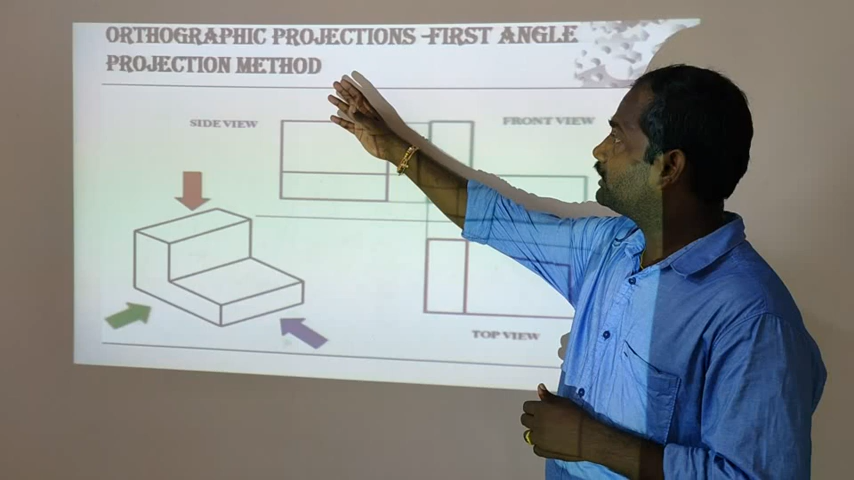 ORTHOGRAPHIC PROJECTIONS -FIRST ANGLE
PROJECTION METHOD
SIDE VIEW
FRONT VIEW
TOP VIEW